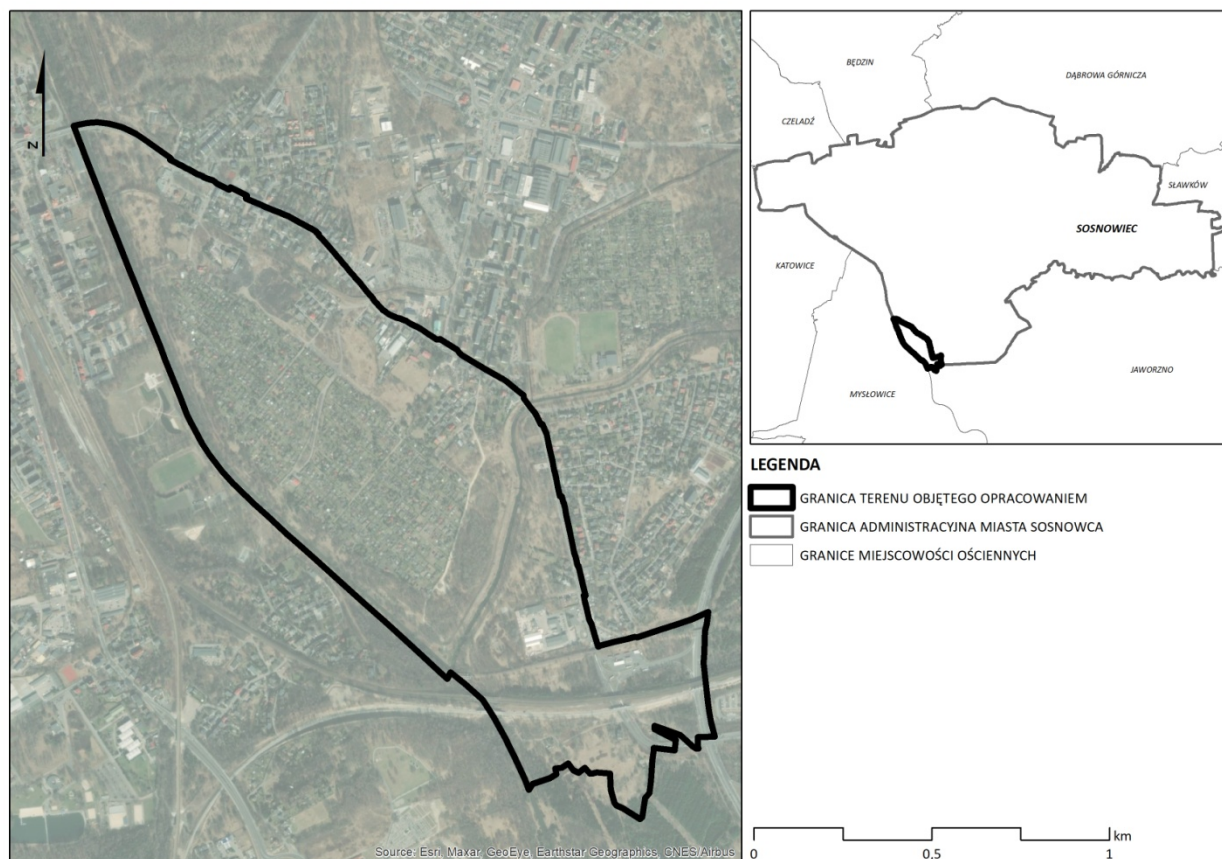 N
Source: Esri, Maxar, GeoEye, Earthstar Geographics, CNES/Airbus
BĘDZIN
DĄBROWA GÓRNICZA
CZELADŹ
SŁAWKÓW
SOSNOWIEC
KATOWICE
JAWORZNO
MYSŁOWICE
LEGENDA
GRANICA TERENU OBJĘTEGO OPRACOWANIEM
GRANICA ADMINISTRACYJNA MIASTA SOSNOWCA
GRANICE MIEJSCOWOŚCI OŚCIENNYCH
km
0 0.5 1